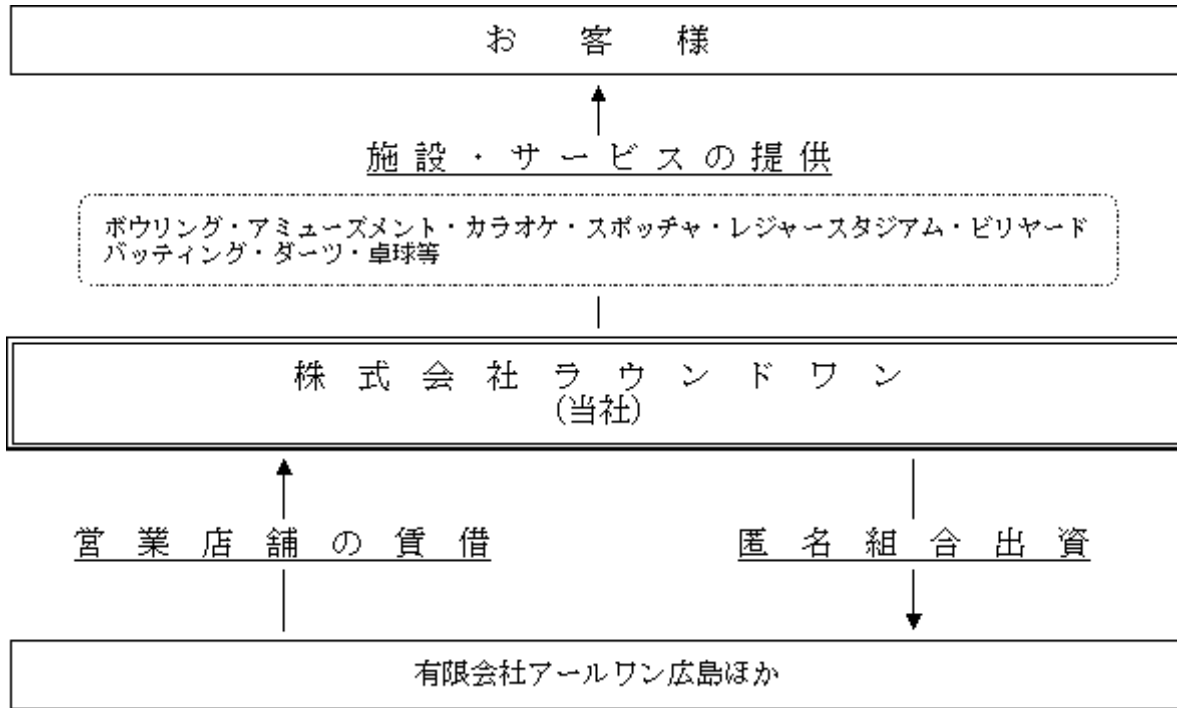 お客様
施設・サービスの提供
ボウリング・アミューズメント・カラオケ・スポッチャ・レジャースタジアム・ビリヤード
バッティング・ダーツ・卓球等
株式会社ラウンドワン
(当社)
営業店舗の賃借
匿名組合出資
有限会社アールワン広島ほか